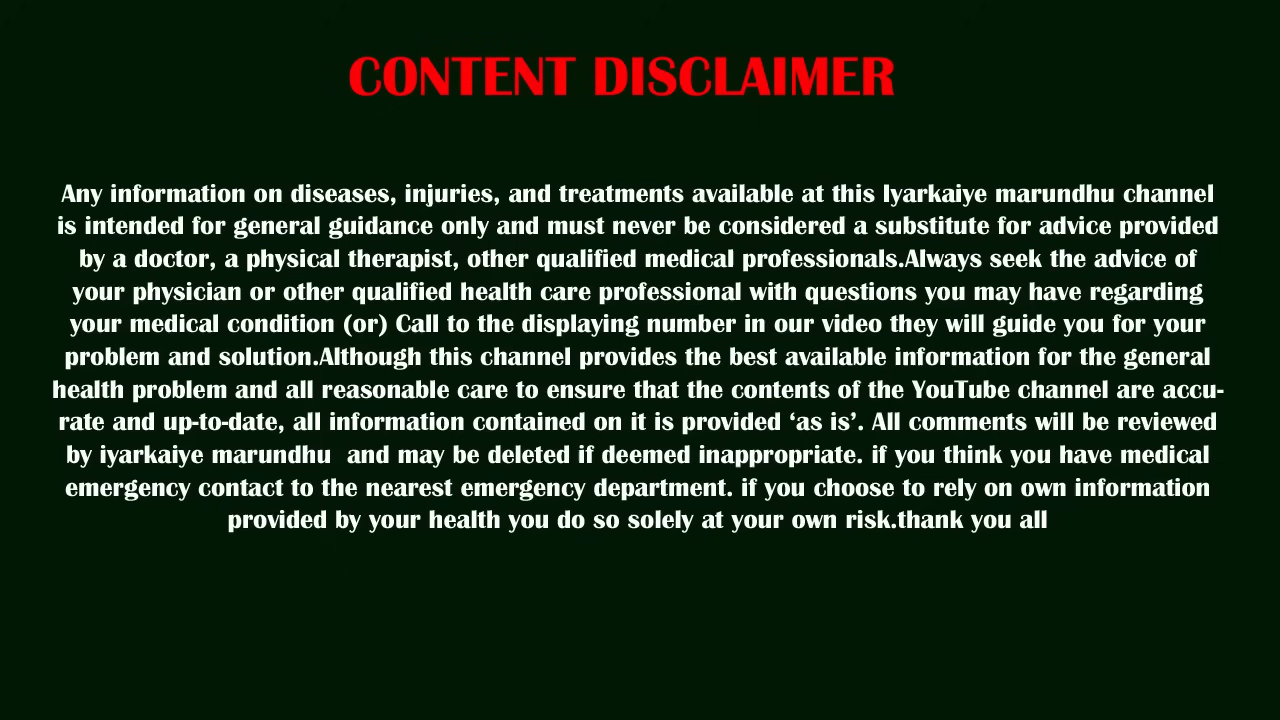 CONTENT DISCLAIMER
Any information on diseases, injuries, and treatments available at this Iyarkaiye marundhu channel
is intended for general guidance only and must never be considered a substitute for advice provided
by a doctor, a physical therapist, other qualified medical professionals.Always seek the advice of
your physician or other qualified health care professional with questions you may have regarding
your medical condition (or) Call to the displaying number in our video they will guide you for your
problem and solution.Although this channel provides the best available information for the general
health problem and all reasonable care to ensure that the contents of the YouTube channel are accu-
rate and up-to-date, all information contained on it is provided ‘as is’. All comments will be reviewed
by iyarkaiye marundhu  and may be deleted if deemed inappropriate. if you think you have medical
emergency contact to the nearest emergency department. if you choose to rely on own information
provided by your health you do so solely at your own risk.thank you all